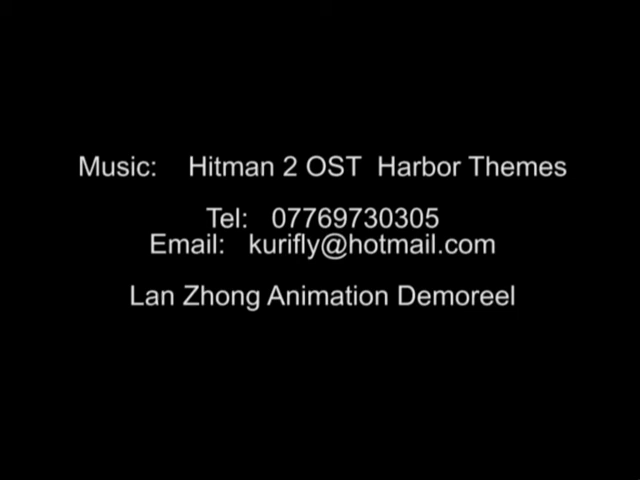 Music: Hitman 2 OST Harbor Themes
Tel: 07769730305
Email: kurifly@hotmail.com
Lan Zhong Animation Demoreel